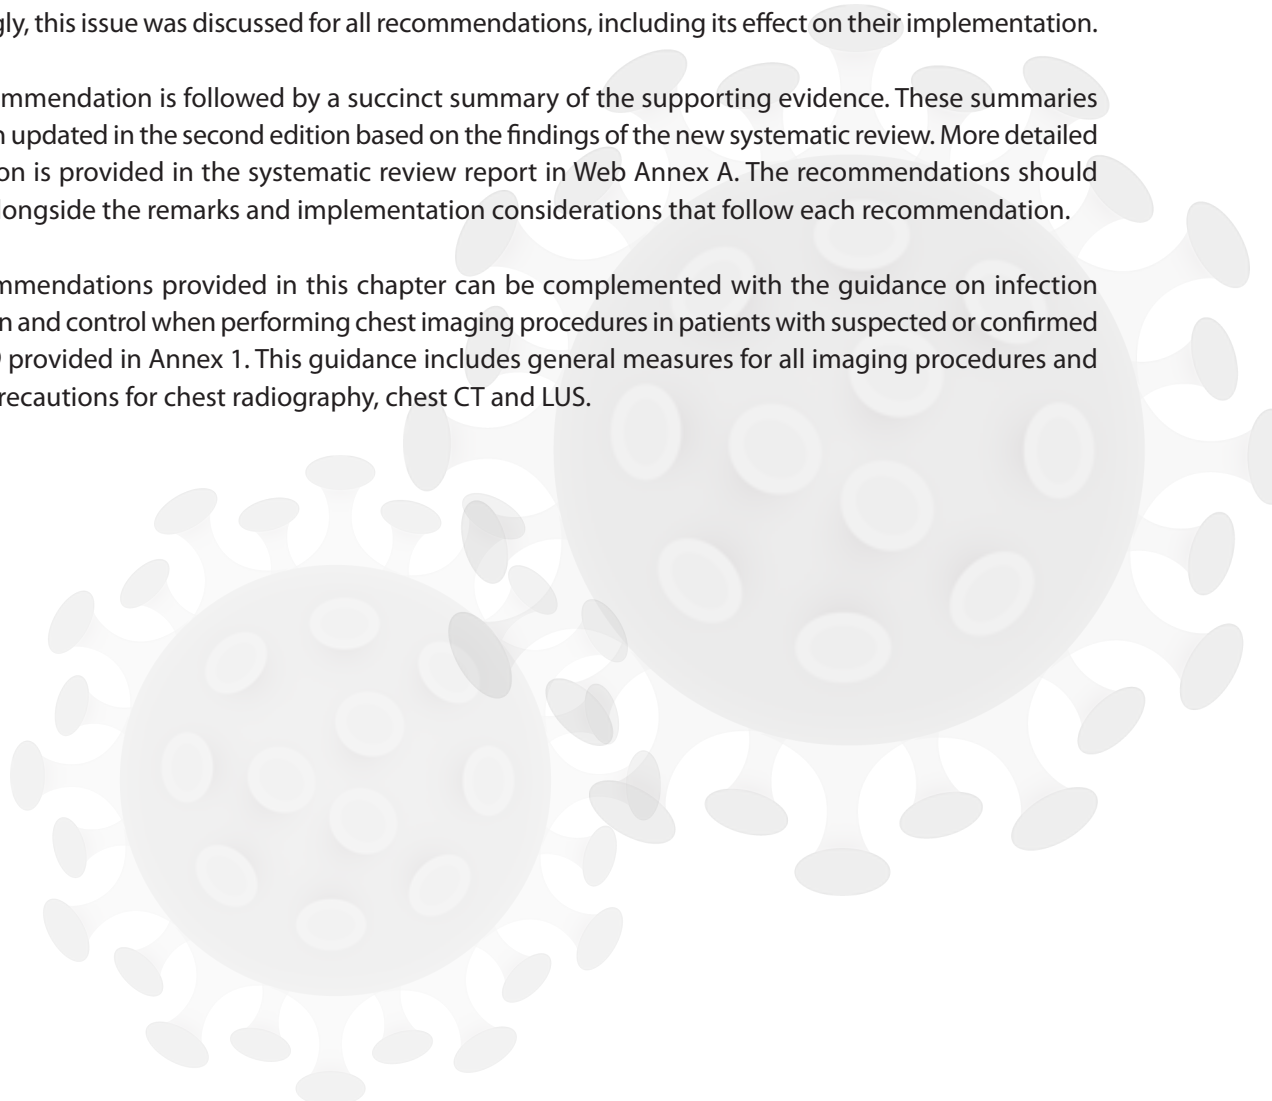 gly, this issue was discussed for all recommendations, including its effect on their implementation.
mmendation is followed by a succinct summary of the supporting evidence. These summaries
n updated in the second edition based on the findings of the new systematic review. More detailed
on is provided in the systematic review report in Web Annex A. The recommendations should
longside the remarks and implementation considerations that follow each recommendation.
mmendations provided in this chapter can be complemented with the guidance on infection
n and control when performing chest imaging procedures in patients with suspected or confirmed
provided in Annex 1. This guidance includes general measures for all imaging procedures and
recautions for chest radiography, chest CT and LUS.